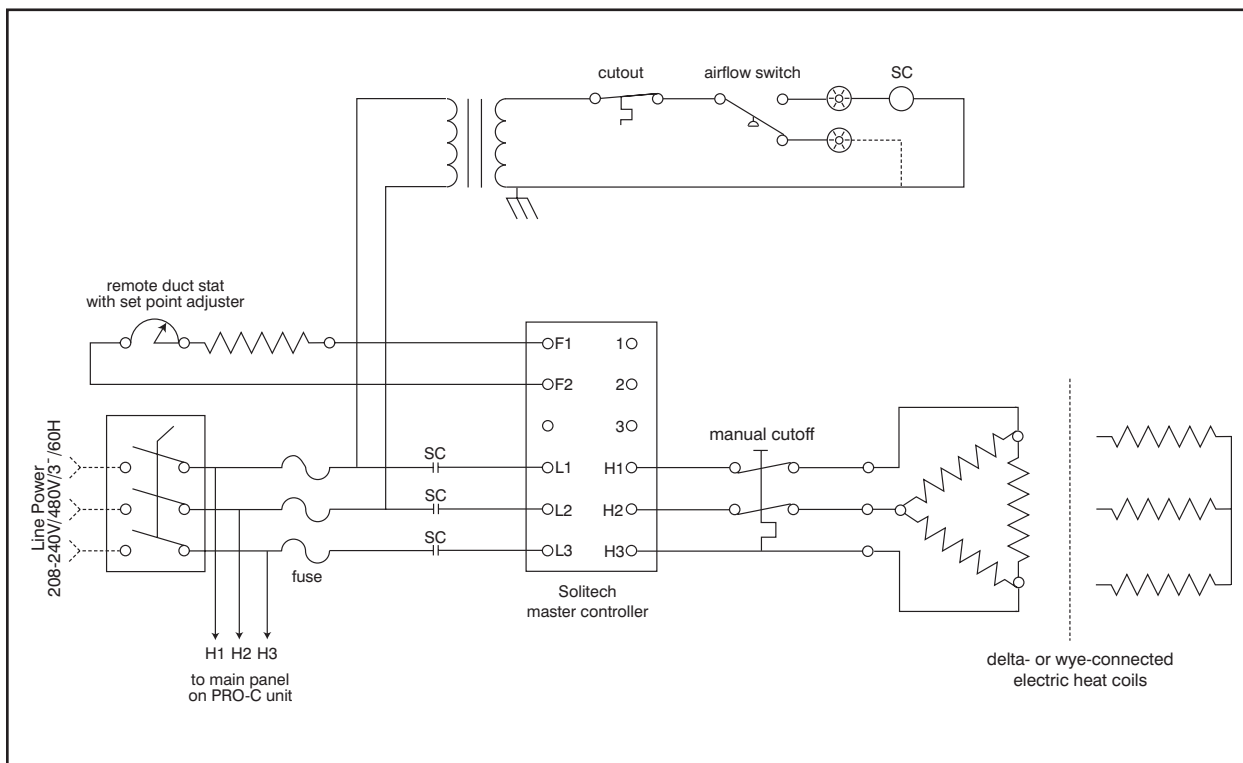 cutout
airflow switch
SC
remote duct stat
with set point adjuster
F1
1
F2
2
3
SC
L1
H1
SC
L2
H2
SC
L3
H3
manual cutoff
Line Power
208-240V/480V/3¯/60H
fuse
Solitech
master controller
H1 H2 H3
to main panel
on PRO-C unit
delta- or wye-connected
electric heat coils